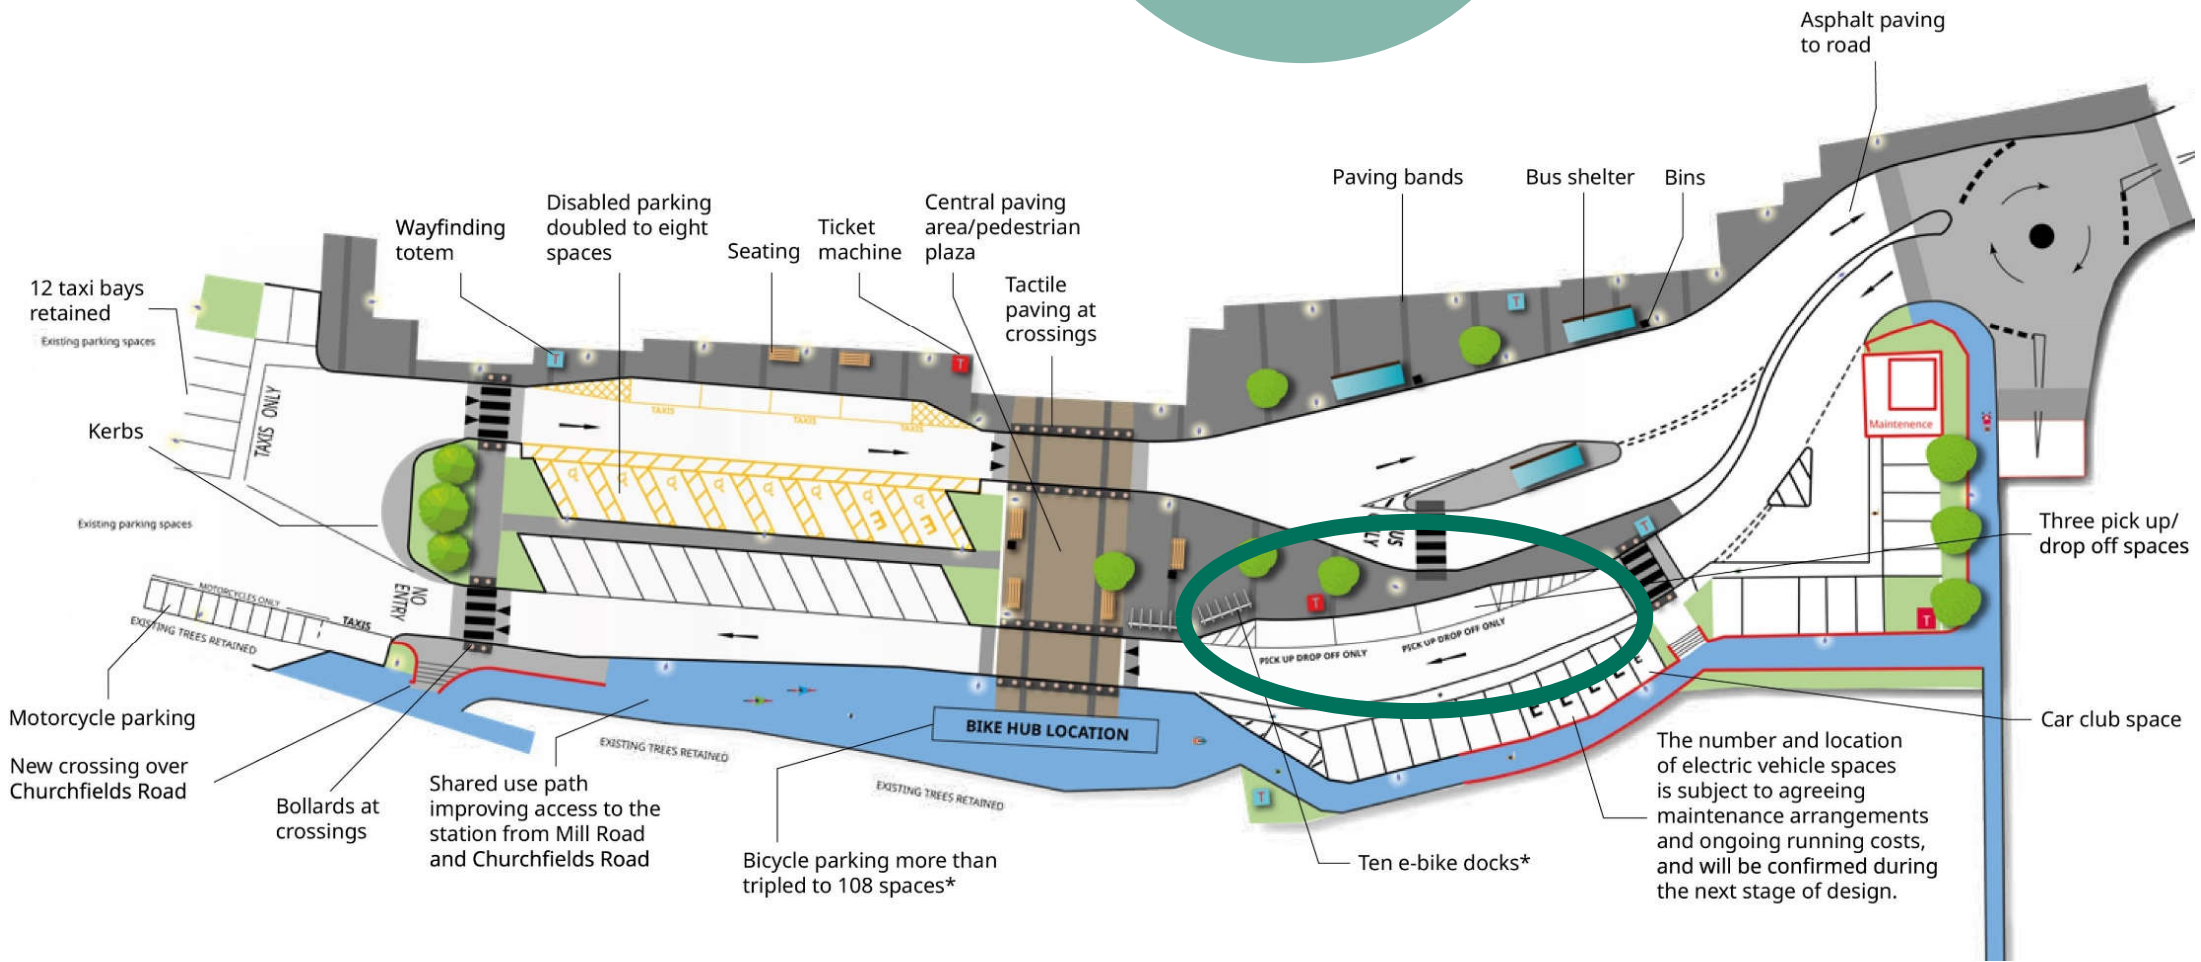 Asphalt paving
to road
Paving bands
Bus shelter
Bins
Disabled parking
doubled to eight
spaces
Central paving
area/pedestrian
plaza
Wayfinding
totem
Ticket
machine
Seating
Tactile
paving at
crossings
12 taxi bays
retained
Existing parking spaces
T
T
T
TAXIS
TAXIS
TAXIS
TAXIS ONLY
Kerbs
Maintenence
E
E
Existing parking spaces
ONLY
T
Three pick up/
drop off spaces
NO
ENTRY
MOTORCYCLES ONLY
TAXIS
EXISTING TREES RETAINED
T
T
PICK UP DROP OFF ONLY
PICK UP DROP OFF ONLY
E
E
E
E
E
E
Motorcycle parking
BIKE HUB LOCATION
Car club space
EXISTING TREES RETAINED
EXISTING TREES RETAINED
T
New crossing over
Churchfields Road
Bollards at
crossings
Shared use path
improving access to the
station from Mill Road
and Churchfields Road
Bicycle parking more than
tripled to 108 spaces*
Ten e-bike docks*
The number and location
of electric vehicle spaces
is subject to agreeing
maintenance arrangements
and ongoing running costs,
and will be confirmed during
the next stage of design.